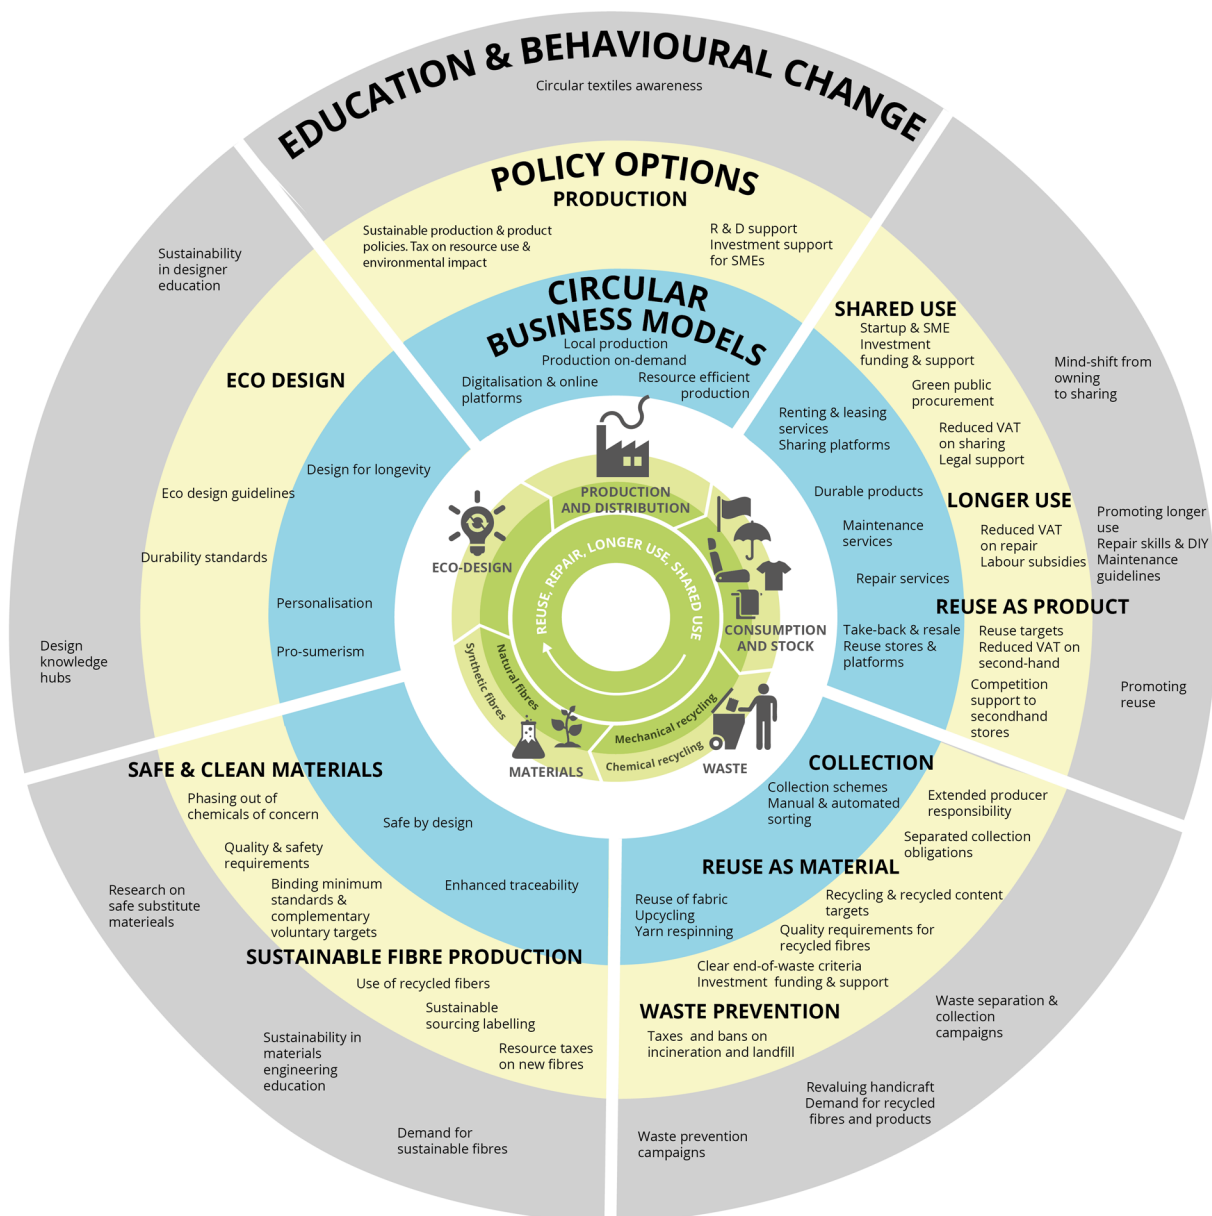 EDUCATION & BEHAVIOURAL CHANGE
Circular textiles awareness
POLICY OPTIONS
PRODUCTION
Sustainable production & product
policies. Tax on resource use &
environmental impact
R & D support
Investment support
for SMEs
CIRCULAR
BUSINESS MODELS
Local production
Production on-demand
Digitalisation & online
platforms
Resource efficient
production
SHARED USE
Startup & SME
Investment
funding & support
Green public
procurement
Reduced VAT
on sharing
Legal support
Mind-shift from
owning
to sharing
Renting & leasing
services
Sharing platforms
Durable products
Maintenance
services
Repair services
LONGER USE
Reduced VAT
on repair
Labour subsidies
Promoting longer
use
Repair skills & DIY
Maintenance
guidelines
REUSE AS PRODUCT
Take-back & resale
Reuse stores &
platforms
Reuse targets
Reduced VAT on
second-hand
Competition
support to
secondhand
stores
Promoting
reuse
COLLECTION
Collection schemes
Manual & automated
sorting
Extended producer
responsibility
Separated collection
obligations
REUSE AS MATERIAL
Reuse of fabric
Upcycling
Yarn respinning
Recycling & recycled content
targets
Quality requirements for
recycled fibres
Clear end-of-waste criteria
Investment funding & support
WASTE PREVENTION
Taxes and bans on
incineration and landfill
Waste separation &
collection
campaigns
Revaluing handicraft
Demand for recycled
fibres and products
Waste prevention
campaigns
SAFE & CLEAN MATERIALS
Phasing out of
chemicals of concern
Quality & safety
requirements
Binding minimum
standards &
complementary
voluntary targets
Safe by design
Enhanced traceability
SUSTAINABLE FIBRE PRODUCTION
Use of recycled fibers
Sustainable
sourcing labelling
Resource taxes
on new fibres
Research on
safe substitute
materieals
Sustainability in
materials
engineering
education
Demand for
sustainable fibres
Sustainability
in designer
education
ECO DESIGN
Design for longevity
Eco design guidelines
Durability standards
Personalisation
Pro-sumerism
Design
knowledge
hubs
PRODUCTION
AND DISTRIBUTION
ECO-DESIGN
REUSE, REPAIR, LONGER USE, SHARED USE
CONSUMPTION
AND STOCK
Natural fibres
Synthetic fibres
Mechanical recycling
Chemical recycling
MATERIALS
WASTE